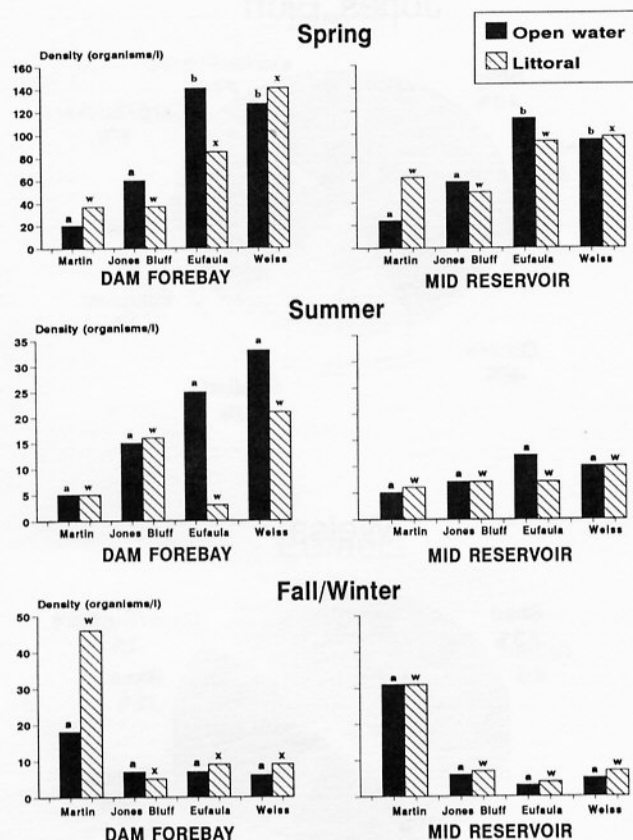 Spring
Open water
Littoral
Density (organisms/l)
160
140
120
100
80
60
40
20
0
a w a w b x b x
a w a w b w b x
Martin Jones Bluff Eufaula Weiss
DAM FOREBAY
Martin Jones Bluff Eufaula Weiss
MID RESERVOIR
Summer
Density (organisms/l)
35
30
25
20
15
10
5
0
a w a w a w a w
a w a w a w a w
Martin Jones Bluff Eufaula Weiss
DAM FOREBAY
Martin Jones Bluff Eufaula Weiss
MID RESERVOIR
Fall/Winter
Density (organisms/l)
50
40
30
20
10
0
a w a x a x a x
a w a w a w a w
Martin Jones Bluff Eufaula Weiss
DAM FOREBAY
Martin Jones Bluff Eufaula Weiss
MID RESERVOIR